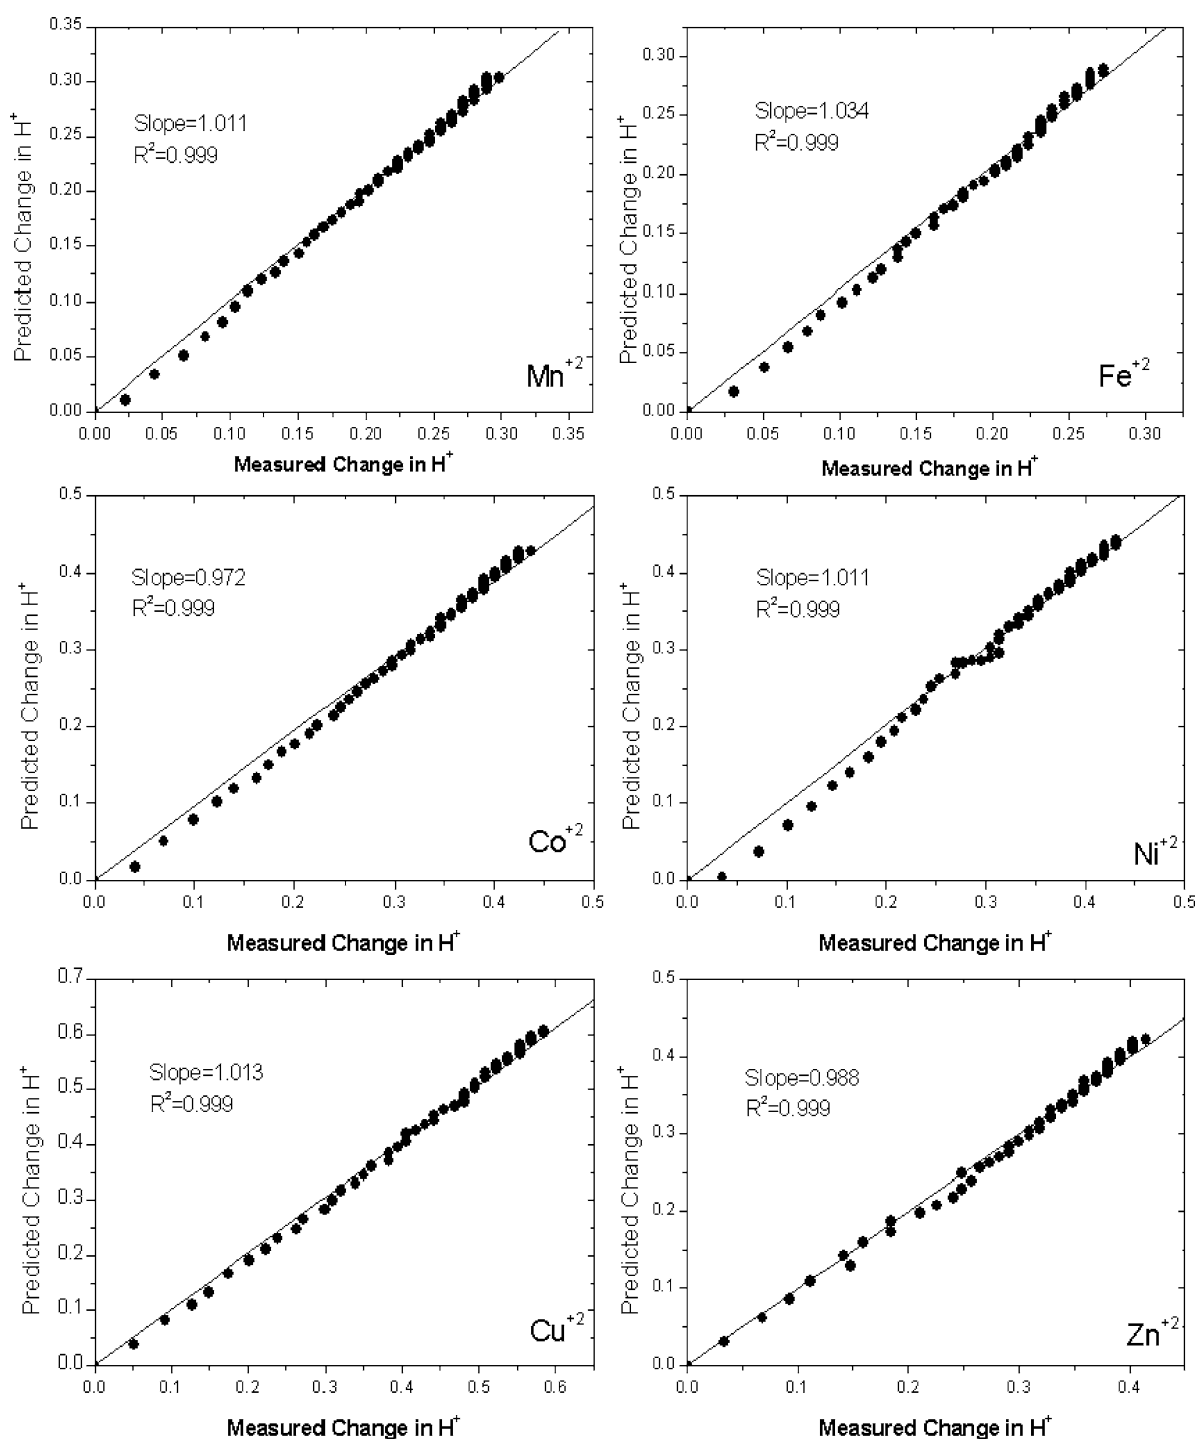 0.35
0.30
0.25
0.20
0.15
0.10
0.05
0.00
Predicted Change in H⁺
Slope=1.011
R²=0.999
Mn⁺²
0.00 0.05 0.10 0.15 0.20 0.25 0.30 0.35
Measured Change in H⁺
0.30
0.25
0.20
0.15
0.10
0.05
0.00
Predicted Change in H⁺
Slope=1.034
R²=0.999
Fe⁺²
0.00 0.05 0.10 0.15 0.20 0.25 0.30
Measured Change in H⁺
0.5
0.4
0.3
0.2
0.1
0.0
Predicted Change in H⁺
Slope=0.972
R²=0.999
Co⁺²
0.0 0.1 0.2 0.3 0.4 0.5
Measured Change in H⁺
0.5
0.4
0.3
0.2
0.1
0.0
Predicted Change in H⁺
Slope=1.011
R²=0.999
Ni⁺²
0.0 0.1 0.2 0.3 0.4 0.5
Measured Change in H⁺
0.7
0.6
0.5
0.4
0.3
0.2
0.1
0.0
Predicted Change in H⁺
Slope=1.013
R²=0.999
Cu⁺²
0.0 0.1 0.2 0.3 0.4 0.5 0.6
Measured Change in H⁺
0.5
0.4
0.3
0.2
0.1
0.0
Predicted Change in H⁺
Slope=0.988
R²=0.999
Zn⁺²
0.0 0.1 0.2 0.3 0.4
Measured Change in H⁺